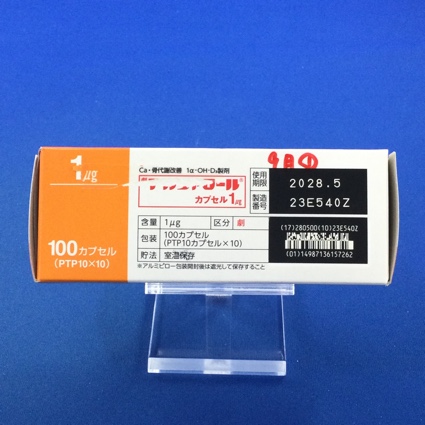 1μg
100カプセル
(PTP10×10)
Ca・骨代謝改善 1α-OH-D₃製剤
カプセル1μg
9月①
使用期限 2028.5
製造番号 23E540Z
含量 1μg 区分 劇
包装 100カプセル
(PTP10カプセル×10)
貯法 室温保存
※アルミピロー包装開封後は遮光して保存すること
(17)280500(10)23E540Z
(01)14987136157262